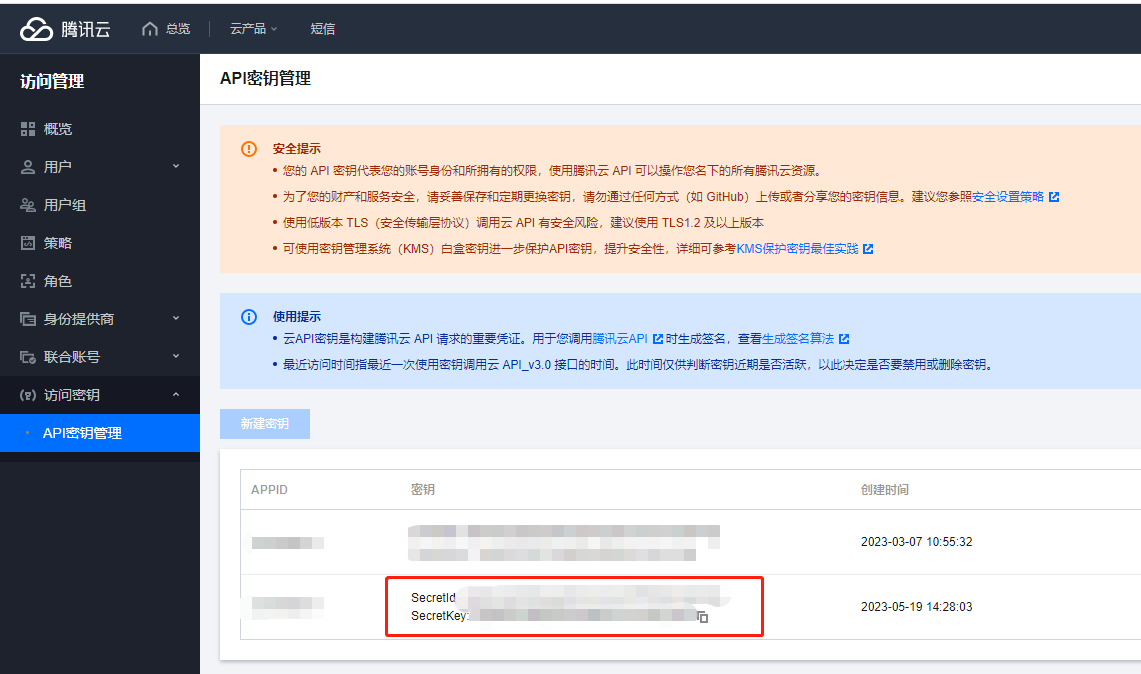 腾讯云 总览 云产品 短信
访问管理
概览
用户
用户组
策略
角色
身份提供商
联合账号
访问密钥
API密钥管理
API密钥管理
安全提示
• 您的 API 密钥代表您的账号身份和所拥有的权限，使用腾讯云 API 可以操作您名下的所有腾讯云资源。
• 为了您的财产和服务安全，请妥善保存和定期更换密钥，请勿通过任何方式（如 GitHub）上传或者分享您的密钥信息。建议您参照安全设置策略
• 使用低版本 TLS（安全传输层协议）调用云 API 有安全风险，建议使用 TLS1.2 及以上版本
• 可使用密钥管理系统（KMS）白盒密钥进一步保护API密钥，提升安全性，详细可参考KMS保护密钥最佳实践
使用提示
• 云API密钥是构建腾讯云 API 请求的重要凭证。用于您调用腾讯云API 时生成签名，查看生成签名算法
• 最近访问时间指最近一次使用密钥调用云 API_v3.0 接口的时间。此时间仅供判断密钥近期是否活跃，以此决定是否要禁用或删除密钥。
新建密钥
APPID 密钥 创建时间
2023-03-07 10:55:32
SecretId
SecretKey:
2023-05-19 14:28:03